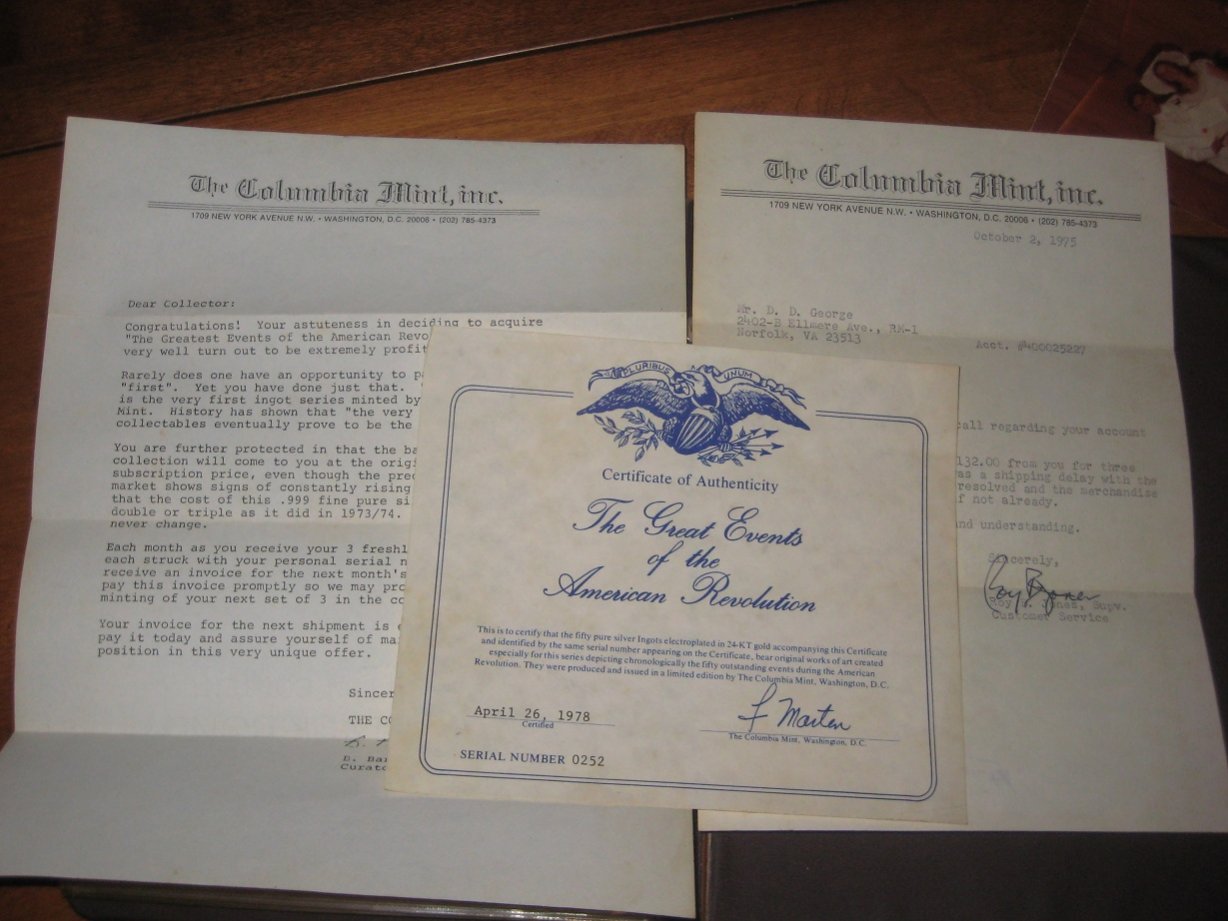 The Columbia Mint, inc.
1709 NEW YORK AVENUE N.W. • WASHINGTON, D.C. 20006 • (202) 785-4373
Dear Collector:
Congratulations! Your astuteness in deciding to acquire
"The Greatest Events of the American Revo
very well turn out to be extremely profit
Rarely does one have an opportunity to p
"first". Yet you have done just that.
is the very first ingot series minted by
Mint. History has shown that "the very
collectables eventually prove to be the
You are further protected in that the ba
collection will come to you at the origi
subscription price, even though the prec
market shows signs of constantly rising
that the cost of this .999 fine pure si
double or triple as it did in 1973/74.
never change.
Each month as you receive your 3 freshl
each struck with your personal serial n
receive an invoice for the next month's
pay this invoice promptly so we may pro
minting of your next set of 3 in the co
Your invoice for the next shipment is
pay it today and assure yourself of ma
position in this very unique offer.
Sincer
THE CO
B. Ba
Curato
The Columbia Mint, inc.
1709 NEW YORK AVENUE N.W. • WASHINGTON, D.C. 20006 • (202) 785-4373
October 2, 1975
Mr. D. D. George
2402-B Ellmere Ave., RM-1
Norfolk, VA 23513
Acct. #400025227
call regarding your account
132.00 from you for three
as a shipping delay with the
resolved and the merchandise
f not already.
nd understanding.
Sincerely,
Roy Jones, Supv.
Customer Service
PLURIBUS UNUM
Certificate of Authenticity
The Great Events
of the
American Revolution
This is to certify that the fifty pure silver Ingots electroplated in 24-KT gold accompanying this Certificate
and identified by the same serial number appearing on the Certificate, bear original works of art created
especially for this series depicting chronologically the fifty outstanding events during the American
Revolution. They were produced and issued in a limited edition by The Columbia Mint, Washington, D.C.
April 26, 1978
Certified
F Marten
The Columbia Mint, Washington, D.C.
SERIAL NUMBER 0252